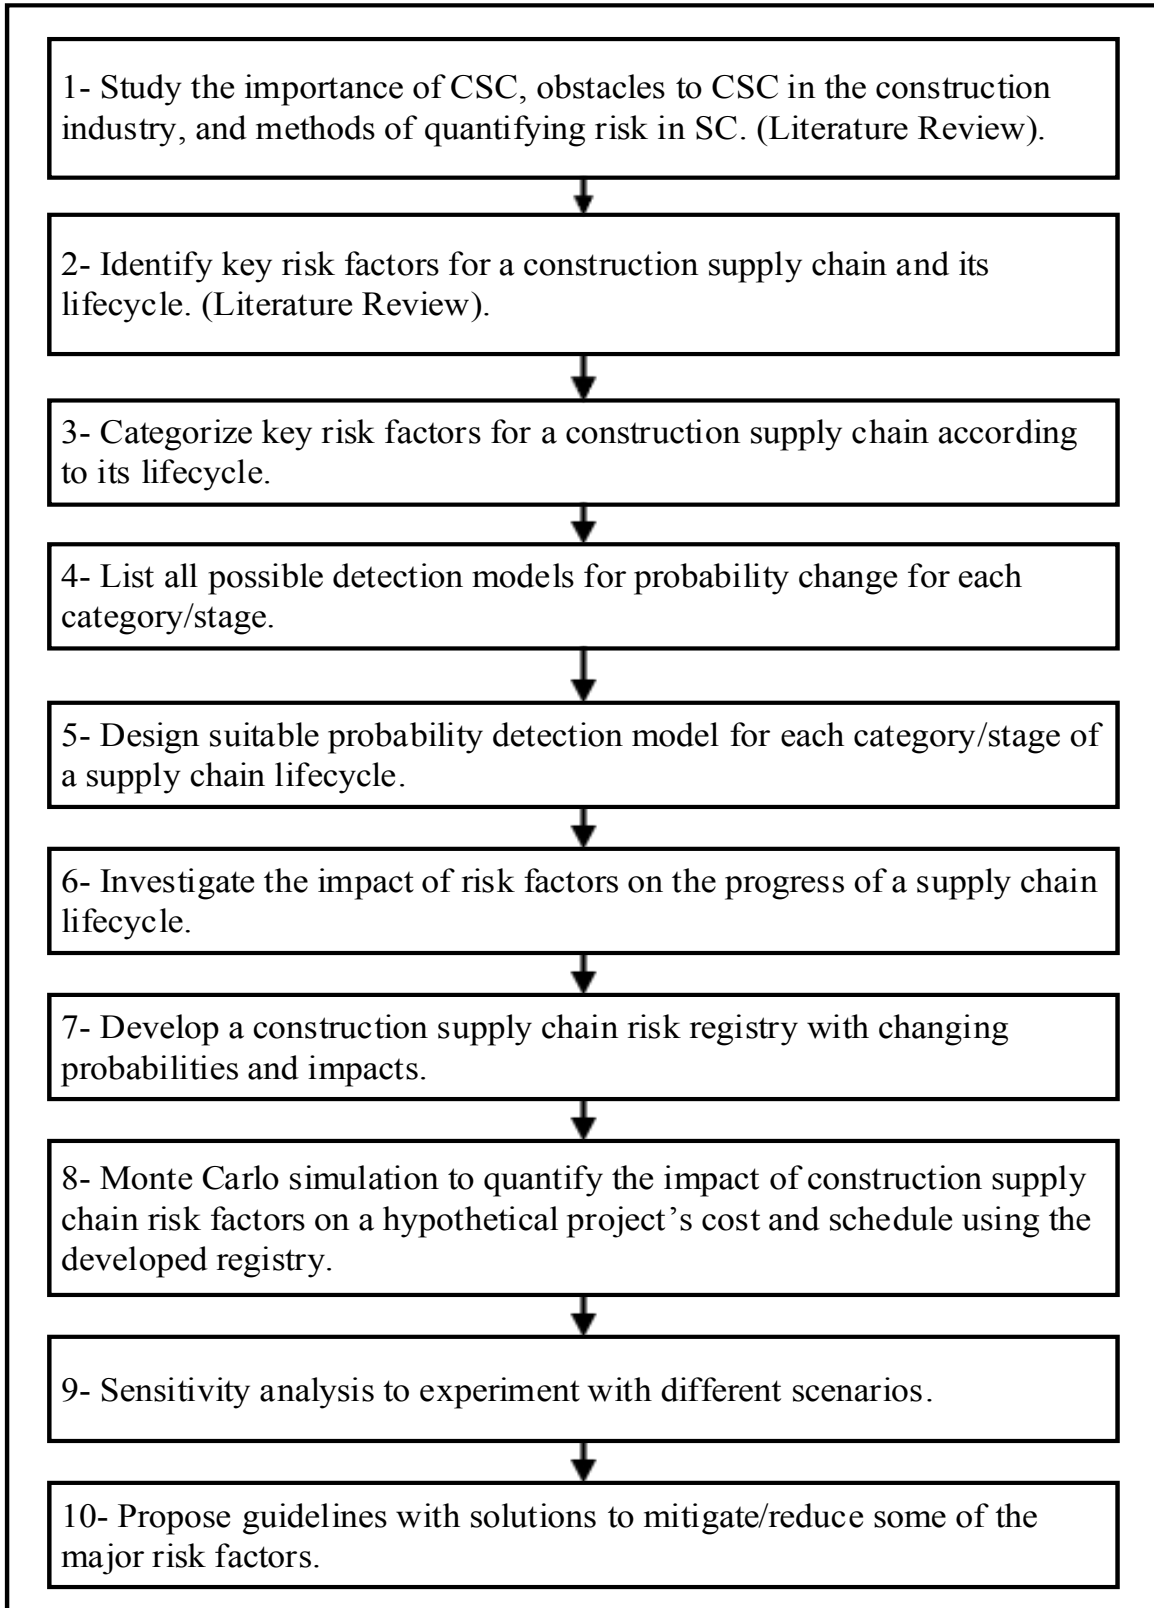 1- Study the importance of CSC, obstacles to CSC in the construction
industry, and methods of quantifying risk in SC. (Literature Review).
2- Identify key risk factors for a construction supply chain and its
lifecycle. (Literature Review).
3- Categorize key risk factors for a construction supply chain according
to its lifecycle.
4- List all possible detection models for probability change for each
category/stage.
5- Design suitable probability detection model for each category/stage of
a supply chain lifecycle.
6- Investigate the impact of risk factors on the progress of a supply chain
lifecycle.
7- Develop a construction supply chain risk registry with changing
probabilities and impacts.
8- Monte Carlo simulation to quantify the impact of construction supply
chain risk factors on a hypothetical project’s cost and schedule using the
developed registry.
9- Sensitivity analysis to experiment with different scenarios.
10- Propose guidelines with solutions to mitigate/reduce some of the
major risk factors.